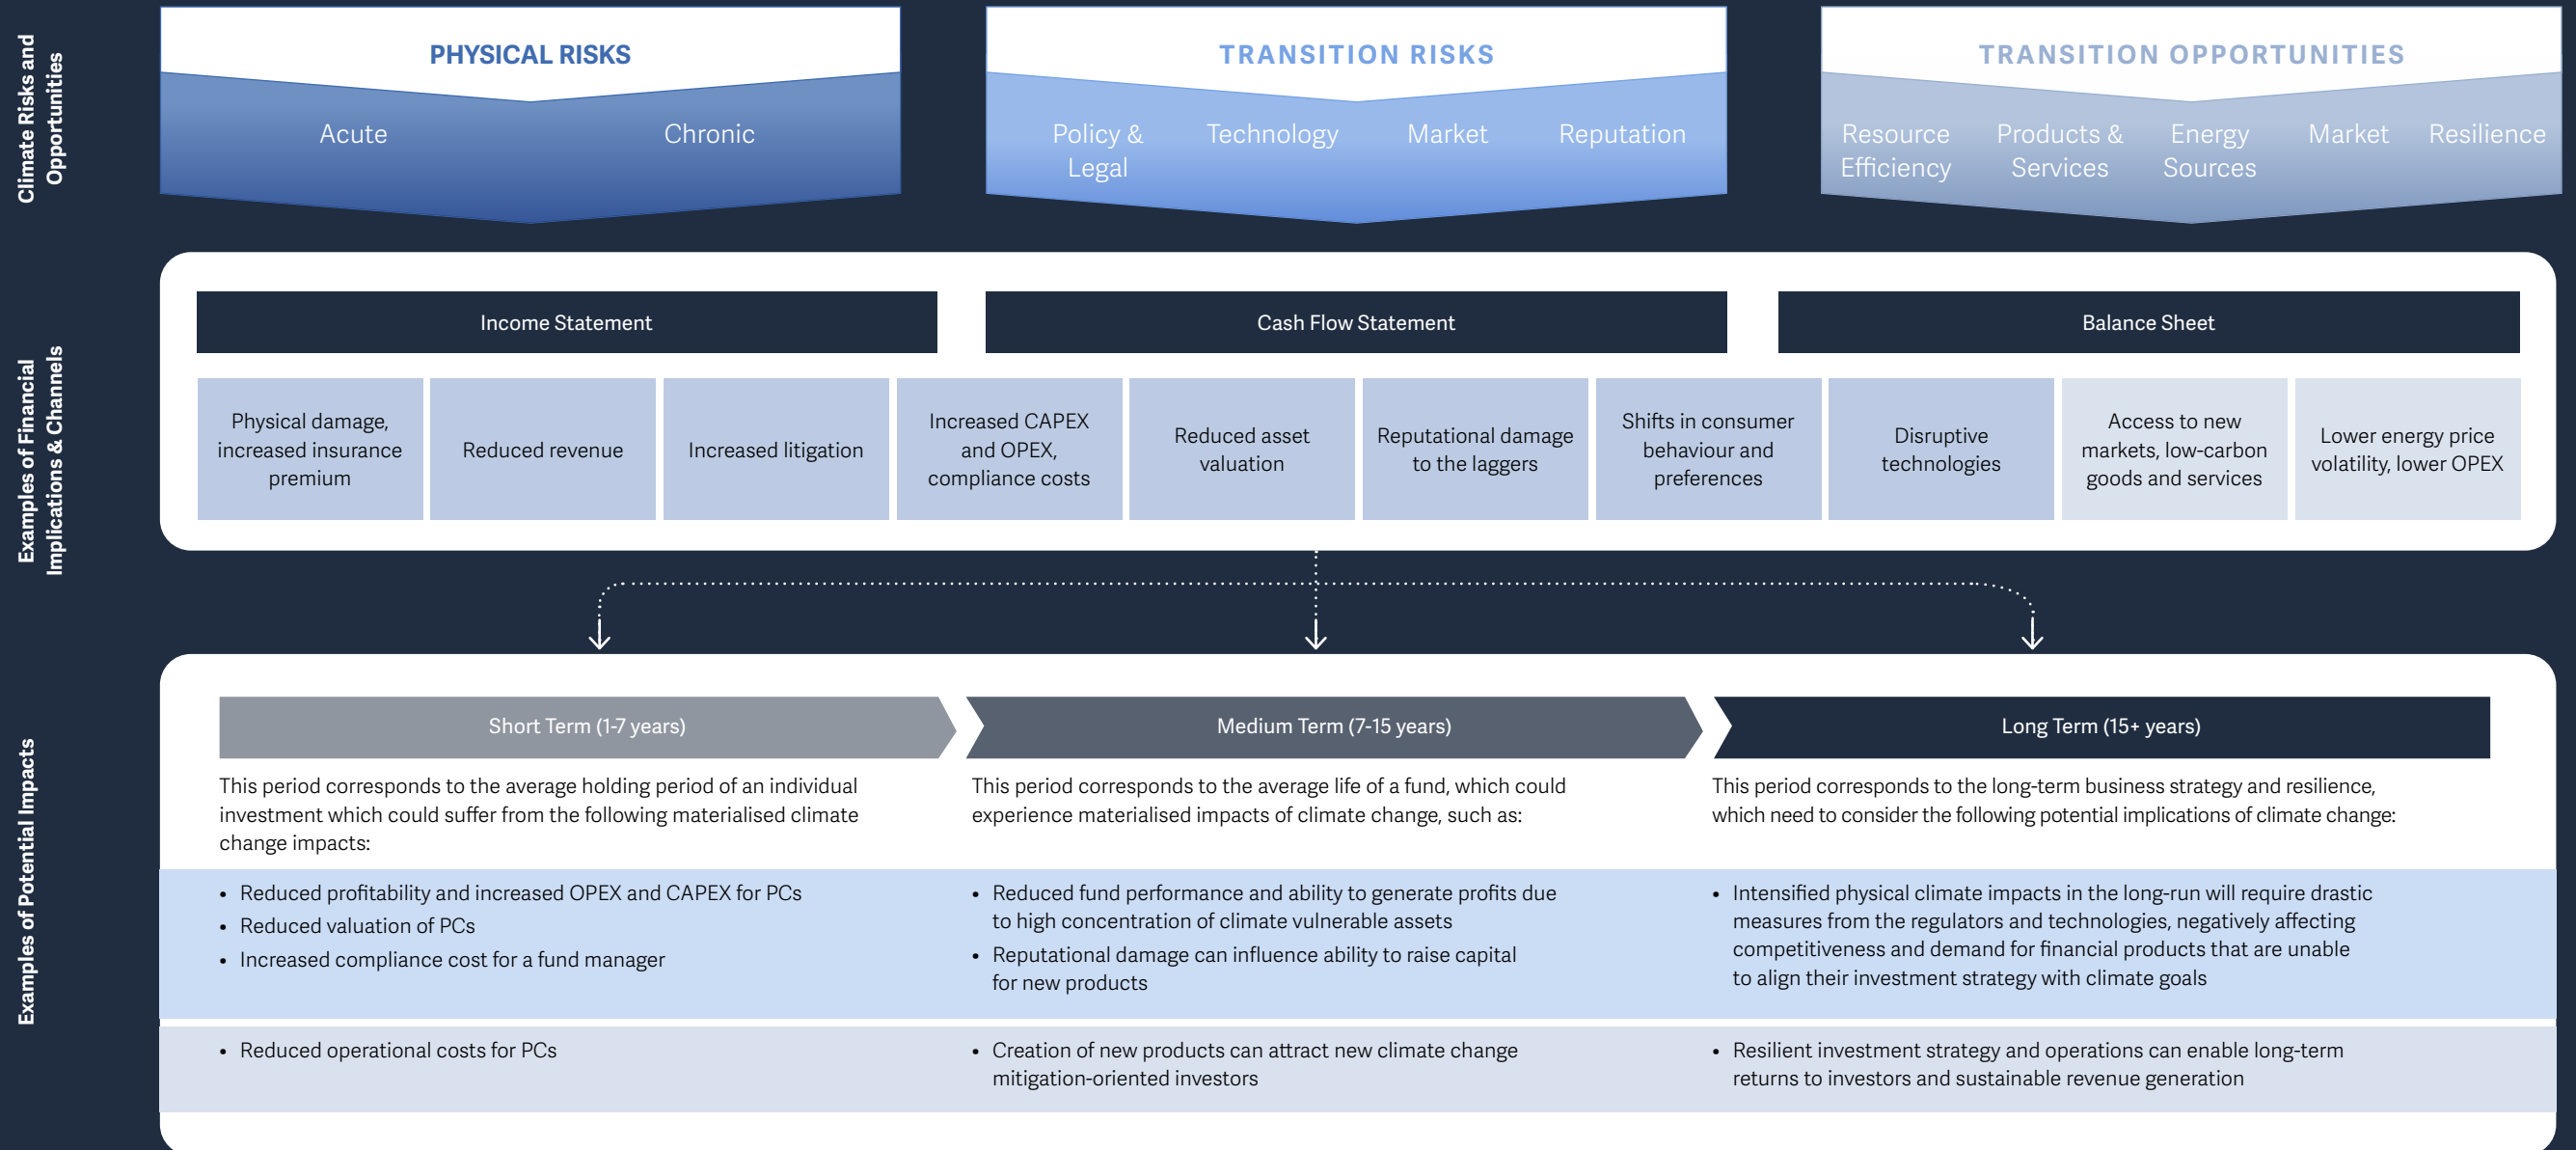 Climate Risks and
Opportunities
PHYSICAL RISKS
Acute
Chronic
TRANSITION RISKS
Policy &
Legal
Technology
Market
Reputation
TRANSITION OPPORTUNITIES
Resource
Efficiency
Products &
Services
Energy
Sources
Market
Resilience
Examples of Financial
Implications & Channels
Income Statement
Cash Flow Statement
Balance Sheet
Physical damage,
increased insurance
premium
Reduced revenue
Increased litigation
Increased CAPEX
and OPEX,
compliance costs
Reduced asset
valuation
Reputational damage
to the laggers
Shifts in consumer
behaviour and
preferences
Disruptive
technologies
Access to new
markets, low-carbon
goods and services
Lower energy price
volatility, lower OPEX
Examples of Potential Impacts
Short Term (1-7 years)
This period corresponds to the average holding period of an individual
investment which could suffer from the following materialised climate
change impacts:
• Reduced profitability and increased OPEX and CAPEX for PCs
• Reduced valuation of PCs
• Increased compliance cost for a fund manager
• Reduced operational costs for PCs
Medium Term (7-15 years)
This period corresponds to the average life of a fund, which could
experience materialised impacts of climate change, such as:
• Reduced fund performance and ability to generate profits due
to high concentration of climate vulnerable assets
• Reputational damage can influence ability to raise capital
for new products
• Creation of new products can attract new climate change
mitigation-oriented investors
Long Term (15+ years)
This period corresponds to the long-term business strategy and resilience,
which need to consider the following potential implications of climate change:
• Intensified physical climate impacts in the long-run will require drastic
measures from the regulators and technologies, negatively affecting
competitiveness and demand for financial products that are unable
to align their investment strategy with climate goals
• Resilient investment strategy and operations can enable long-term
returns to investors and sustainable revenue generation